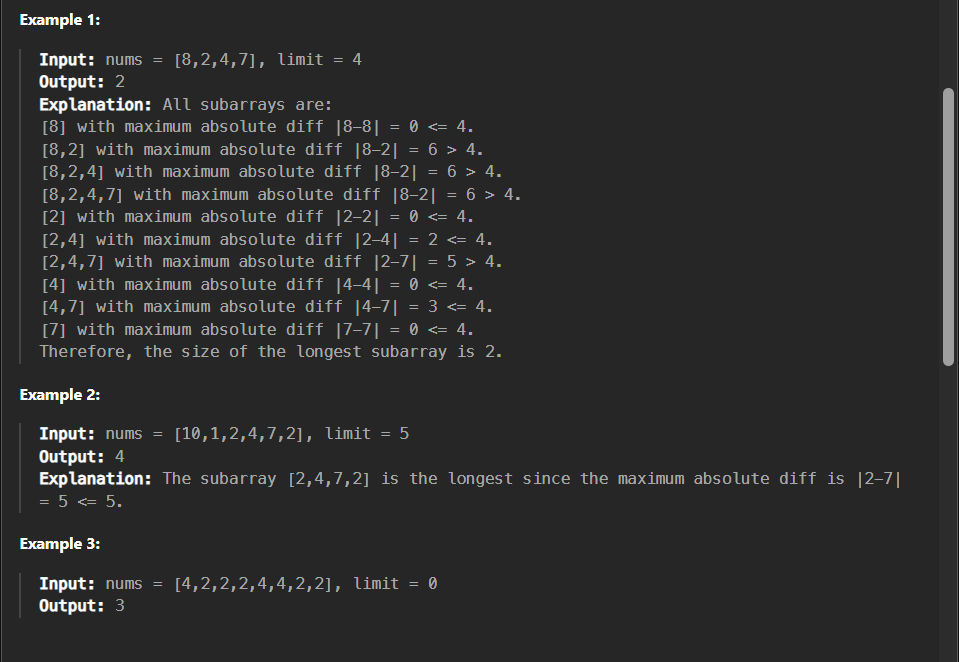 Example 1:
Input: nums = [8,2,4,7], limit = 4
Output: 2
Explanation: All subarrays are:
[8] with maximum absolute diff |8-8| = 0 <= 4.
[8,2] with maximum absolute diff |8-2| = 6 > 4.
[8,2,4] with maximum absolute diff |8-2| = 6 > 4.
[8,2,4,7] with maximum absolute diff |8-2| = 6 > 4.
[2] with maximum absolute diff |2-2| = 0 <= 4.
[2,4] with maximum absolute diff |2-4| = 2 <= 4.
[2,4,7] with maximum absolute diff |2-7| = 5 > 4.
[4] with maximum absolute diff |4-4| = 0 <= 4.
[4,7] with maximum absolute diff |4-7| = 3 <= 4.
[7] with maximum absolute diff |7-7| = 0 <= 4.
Therefore, the size of the longest subarray is 2.
Example 2:
Input: nums = [10,1,2,4,7,2], limit = 5
Output: 4
Explanation: The subarray [2,4,7,2] is the longest since the maximum absolute diff is |2-7|
= 5 <= 5.
Example 3:
Input: nums = [4,2,2,2,4,4,2,2], limit = 0
Output: 3